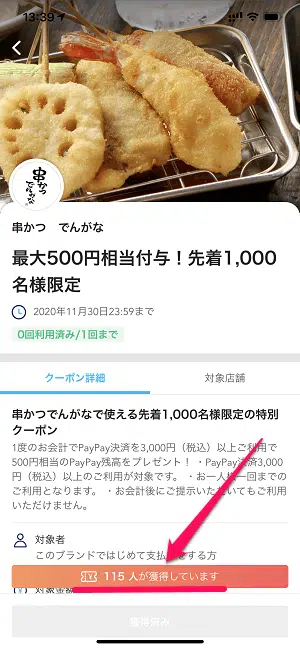 13:39
串かつ
でんがな
串かつ でんがな
最大500円相当付与！先着1,000
名様限定
2020年11月30日23:59まで
0回利用済み/1回まで
クーポン詳細
対象店舗
串かつでんがなで使える先着1,000名様限定の特別
クーポン
1度のお会計でPayPay決済を3,000円（税込）以上ご利用で
500円相当のPayPay残高をプレゼント！ ・PayPay決済3,000
円（税込）以上のご利用が対象です。 ・お一人様一回までの
ご利用となります。 ・お会計後にご提示いただいてもご利用
いただけません。
対象者
このブランドではじめて支払いをする方
115 人が獲得しています
対象金額
獲得済み